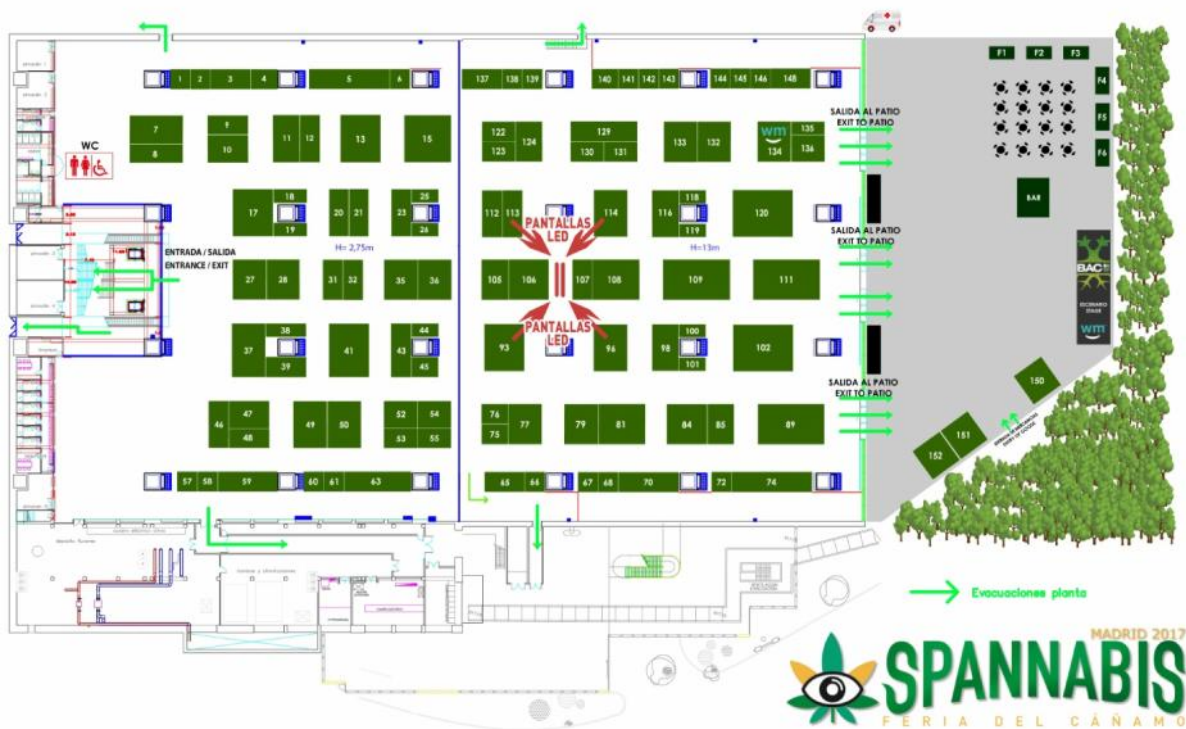 1 2 3 4 5 6 137 138 139 140 141 142 143 144 145 146 148
F1 F2 F3
F4
F5
F6
SALIDA AL PATIO
EXIT TO PATIO
7 8 9 10 11 12 13 15
122 123 124 129 130 131 133 132 wm 134 135 136
WC
BAR
17 18 19 20 21 23 25 26
112 113 114 116 118 119 120
PANTALLAS
LED
H= 2,75m
H=13m
SALIDA AL PATIO
EXIT TO PATIO
ENTRADA / SALIDA
ENTRANCE / EXIT
27 28 31 32 35 36 105 106 107 108 109 111
BAC
ESCENARIO
STAGE
wm
PANTALLAS
LED
37 38 39 41 43 44 45 93 96 98 100 101 102
SALIDA AL PATIO
EXIT TO PATIO
150
151
152
46 47 48 49 50 52 53 54 55 76 75 77 79 81 84 85 89
57 58 59 60 61 63 65 66 67 68 70 72 74
Evacuaciones planta
MADRID 2017
SPANNABIS
FERIA DEL CÁÑAMO